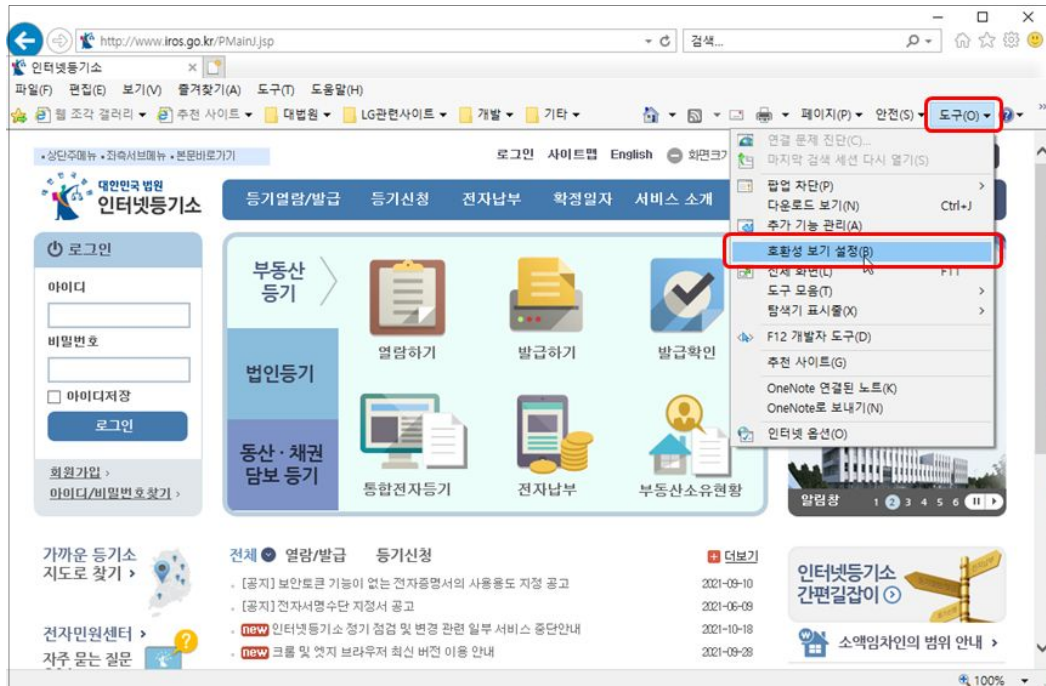 http://www.iros.go.kr/PMainJ.jsp
검색...
인터넷등기소
파일(F) 편집(E) 보기(V) 즐겨찾기(A) 도구(T) 도움말(H)
웹 조각 갤러리 추천 사이트 대법원 LG관련사이트 개발 기타
페이지(P) 안전(S) 도구(O)
상단주메뉴 좌측서브메뉴 본문바로가기
로그인 사이트맵 English 화면크기
대한민국 법원
인터넷등기소
등기열람/발급 등기신청 전자납부 확정일자 서비스 소개
연결 문제 진단(C)...
마지막 검색 세션 다시 열기(S)
팝업 차단(P)
다운로드 보기(N) Ctrl+J
추가 기능 관리(A)
호환성 보기 설정(B)
전체 화면(L) F11
도구 모음(T)
탐색기 표시줄(X)
F12 개발자 도구(D)
추천 사이트(G)
OneNote 연결된 노트(K)
OneNote로 보내기(N)
인터넷 옵션(O)
로그인
아이디
비밀번호
아이디저장
로그인
회원가입
아이디/비밀번호찾기
부동산
등기
법인등기
동산·채권
담보 등기
열람하기 발급하기 발급확인
통합전자등기 전자납부 부동산소유현황
알림창 1 2 3 4 5 6
가까운 등기소
지도로 찾기
전자민원센터
자주 묻는 질문
전체 열람/발급 등기신청 더보기
[공지] 보안토큰 기능이 없는 전자증명서의 사용용도 지정 공고 2021-09-10
[공지] 전자서명수단 지정서 공고 2021-06-09
new 인터넷등기소 정기 점검 및 변경 관련 일부 서비스 중단안내 2021-10-18
new 크롬 및 엣지 브라우저 최신 버전 이용 안내 2021-09-28
인터넷등기소
간편길잡이
소액임차인의 범위 안내
100%